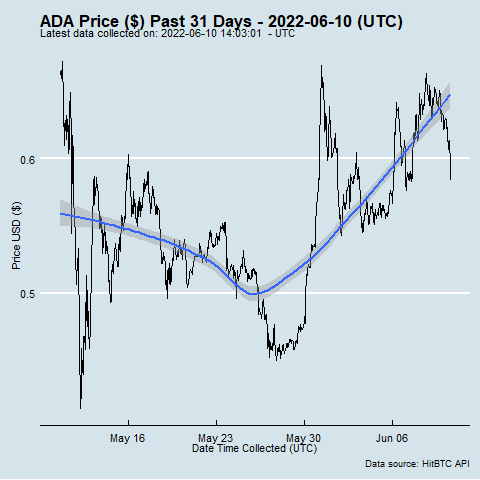 ADA Price ($) Past 31 Days - 2022-06-10 (UTC)
Latest data collected on: 2022-06-10 14:03:01 - UTC
0.6
Price USD ($)
0.5
May 16 May 23 May 30 Jun 06
Date Time Collected (UTC)
Data source: HitBTC API